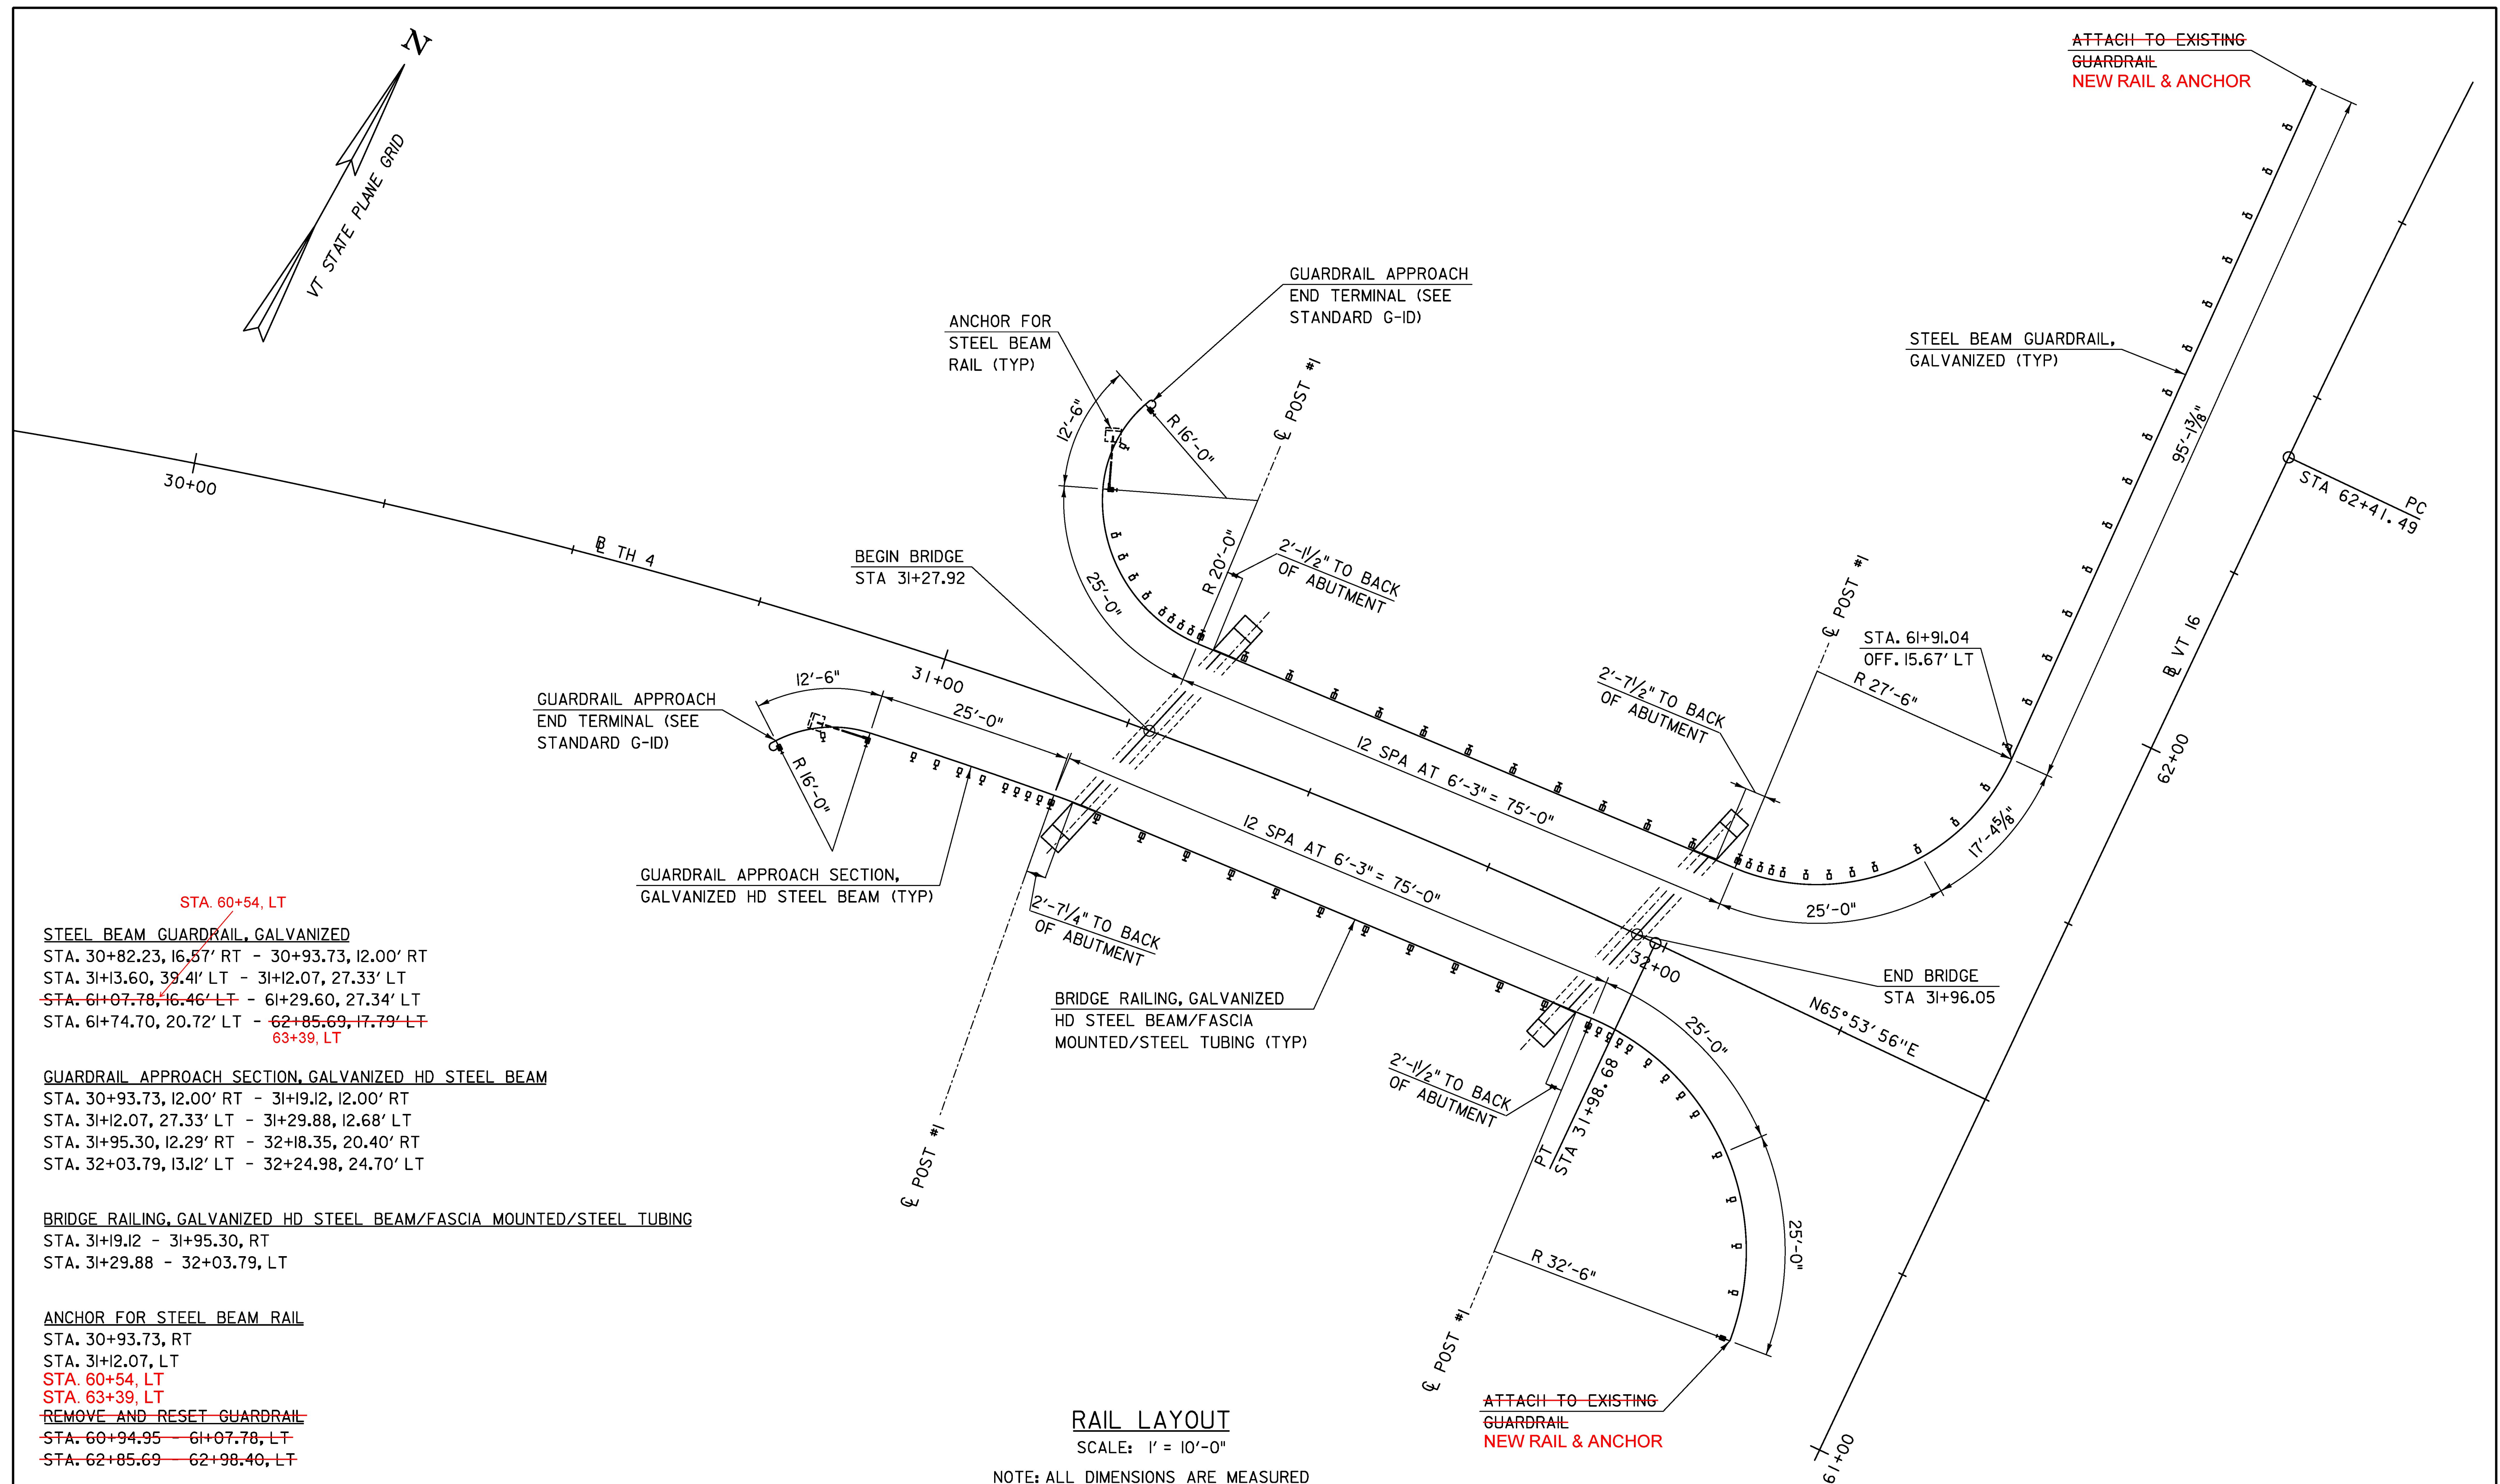 N
VT STATE PLANE GRID
ATTACH TO EXISTING
GUARDRAIL
NEW RAIL & ANCHOR
GUARDRAIL APPROACH
END TERMINAL (SEE
STANDARD G-1D)
ANCHOR FOR
STEEL BEAM
RAIL (TYP)
℄ POST #1
12'-6"
R 16'-0"
STEEL BEAM GUARDRAIL,
GALVANIZED (TYP)
95'-1⅜"
PC
STA 62+41.49
30+00
B TH 4
BEGIN BRIDGE
STA 31+27.92
25'-0"
R 20'-0"
2'-1½" TO BACK
OF ABUTMENT
℄ POST #1
STA. 61+91.04
OFF. 15.67' LT
R 27'-6"
B VT 16
62+00
31+00
12'-6"
25'-0"
GUARDRAIL APPROACH
END TERMINAL (SEE
STANDARD G-1D)
R 16'-0"
2'-7½" TO BACK
OF ABUTMENT
12 SPA AT 6'-3" = 75'-0"
12 SPA AT 6'-3" = 75'-0"
17'-4⅝"
25'-0"
GUARDRAIL APPROACH SECTION,
GALVANIZED HD STEEL BEAM (TYP)
2'-7¼" TO BACK
OF ABUTMENT
32+00
END BRIDGE
STA 31+96.05
N65°53'56"E
BRIDGE RAILING, GALVANIZED
HD STEEL BEAM/FASCIA
MOUNTED/STEEL TUBING (TYP)
2'-1½" TO BACK
OF ABUTMENT
25'-0"
PT
STA 31+98.68
℄ POST #1
25'-0"
R 32'-6"
℄ POST #1
ATTACH TO EXISTING
GUARDRAIL
NEW RAIL & ANCHOR
61+00
STA. 60+54, LT
STEEL BEAM GUARDRAIL, GALVANIZED
STA. 30+82.23, 16.57' RT - 30+93.73, 12.00' RT
STA. 31+13.60, 39.41' LT - 31+12.07, 27.33' LT
STA. 61+07.78, 16.46' LT - 61+29.60, 27.34' LT
STA. 61+74.70, 20.72' LT - 62+85.69, 17.79' LT
63+39, LT
GUARDRAIL APPROACH SECTION, GALVANIZED HD STEEL BEAM
STA. 30+93.73, 12.00' RT - 31+19.12, 12.00' RT
STA. 31+12.07, 27.33' LT - 31+29.88, 12.68' LT
STA. 31+95.30, 12.29' RT - 32+18.35, 20.40' RT
STA. 32+03.79, 13.12' LT - 32+24.98, 24.70' LT
BRIDGE RAILING, GALVANIZED HD STEEL BEAM/FASCIA MOUNTED/STEEL TUBING
STA. 31+19.12 - 31+95.30, RT
STA. 31+29.88 - 32+03.79, LT
ANCHOR FOR STEEL BEAM RAIL
STA. 30+93.73, RT
STA. 31+12.07, LT
STA. 60+54, LT
STA. 63+39, LT
REMOVE AND RESET GUARDRAIL
STA. 60+94.95 - 61+07.78, LT
STA. 62+85.69 - 62+98.40, LT
RAIL LAYOUT
SCALE: 1' = 10'-0"
NOTE: ALL DIMENSIONS ARE MEASURED